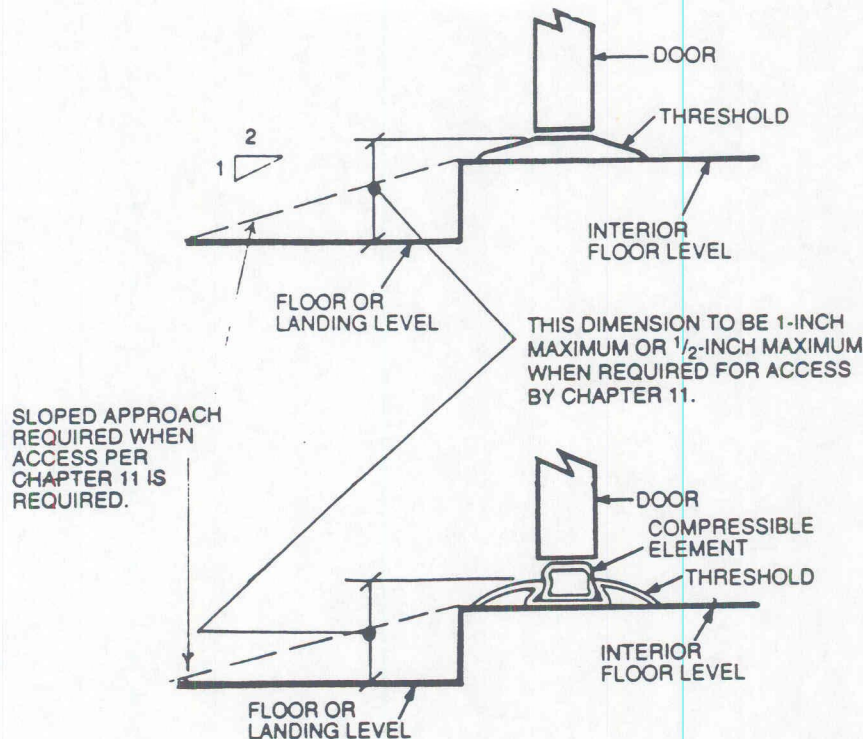 DOOR
THRESHOLD
2
1
INTERIOR
FLOOR LEVEL
FLOOR OR
LANDING LEVEL
THIS DIMENSION TO BE 1-INCH
MAXIMUM OR 1/2-INCH MAXIMUM
WHEN REQUIRED FOR ACCESS
BY CHAPTER 11.
SLOPED APPROACH
REQUIRED WHEN
ACCESS PER
CHAPTER 11 IS
REQUIRED.
DOOR
COMPRESSIBLE
ELEMENT
THRESHOLD
INTERIOR
FLOOR LEVEL
FLOOR OR
LANDING LEVEL